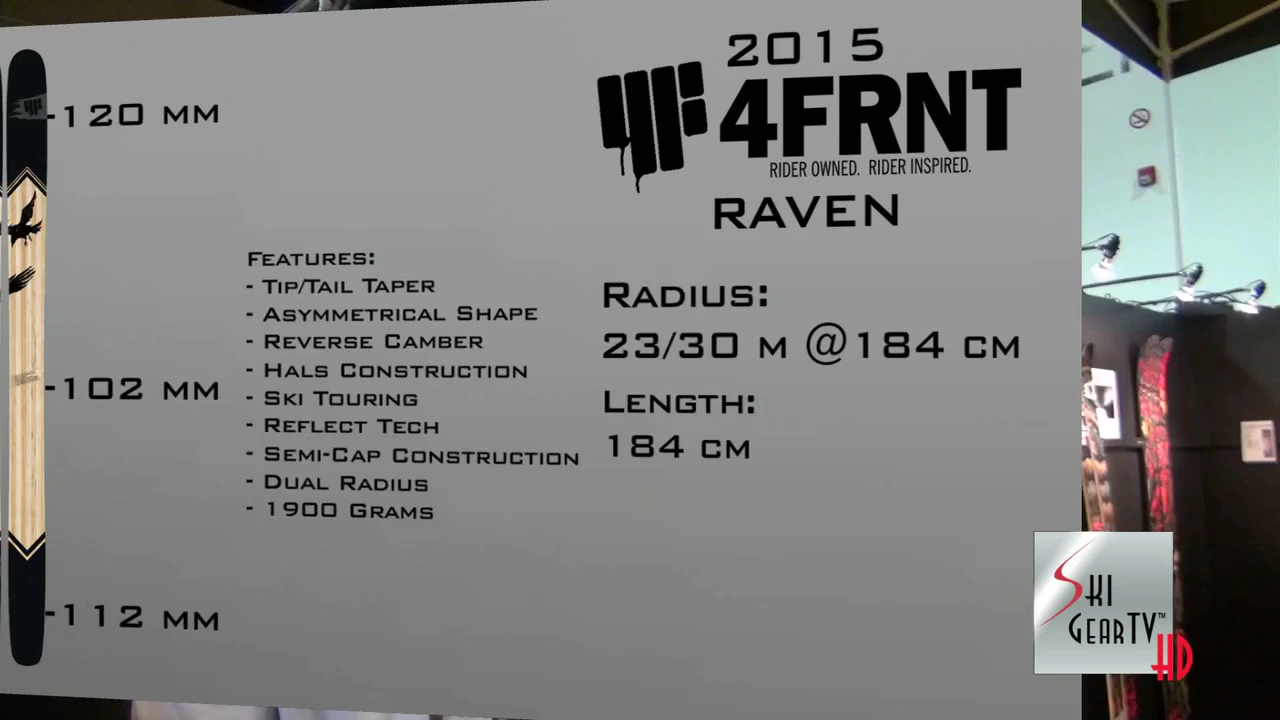 2015
4FRNT
RIDER OWNED. RIDER INSPIRED.
RAVEN
-120 MM
-102 MM
-112 MM
FEATURES:
- TIP/TAIL TAPER
- ASYMMETRICAL SHAPE
- REVERSE CAMBER
- HALS CONSTRUCTION
- SKI TOURING
- REFLECT TECH
- SEMI-CAP CONSTRUCTION
- DUAL RADIUS
- 1900 GRAMS
RADIUS:
23/30 M @184 CM
LENGTH:
184 CM
SKI
GEARTV™
HD